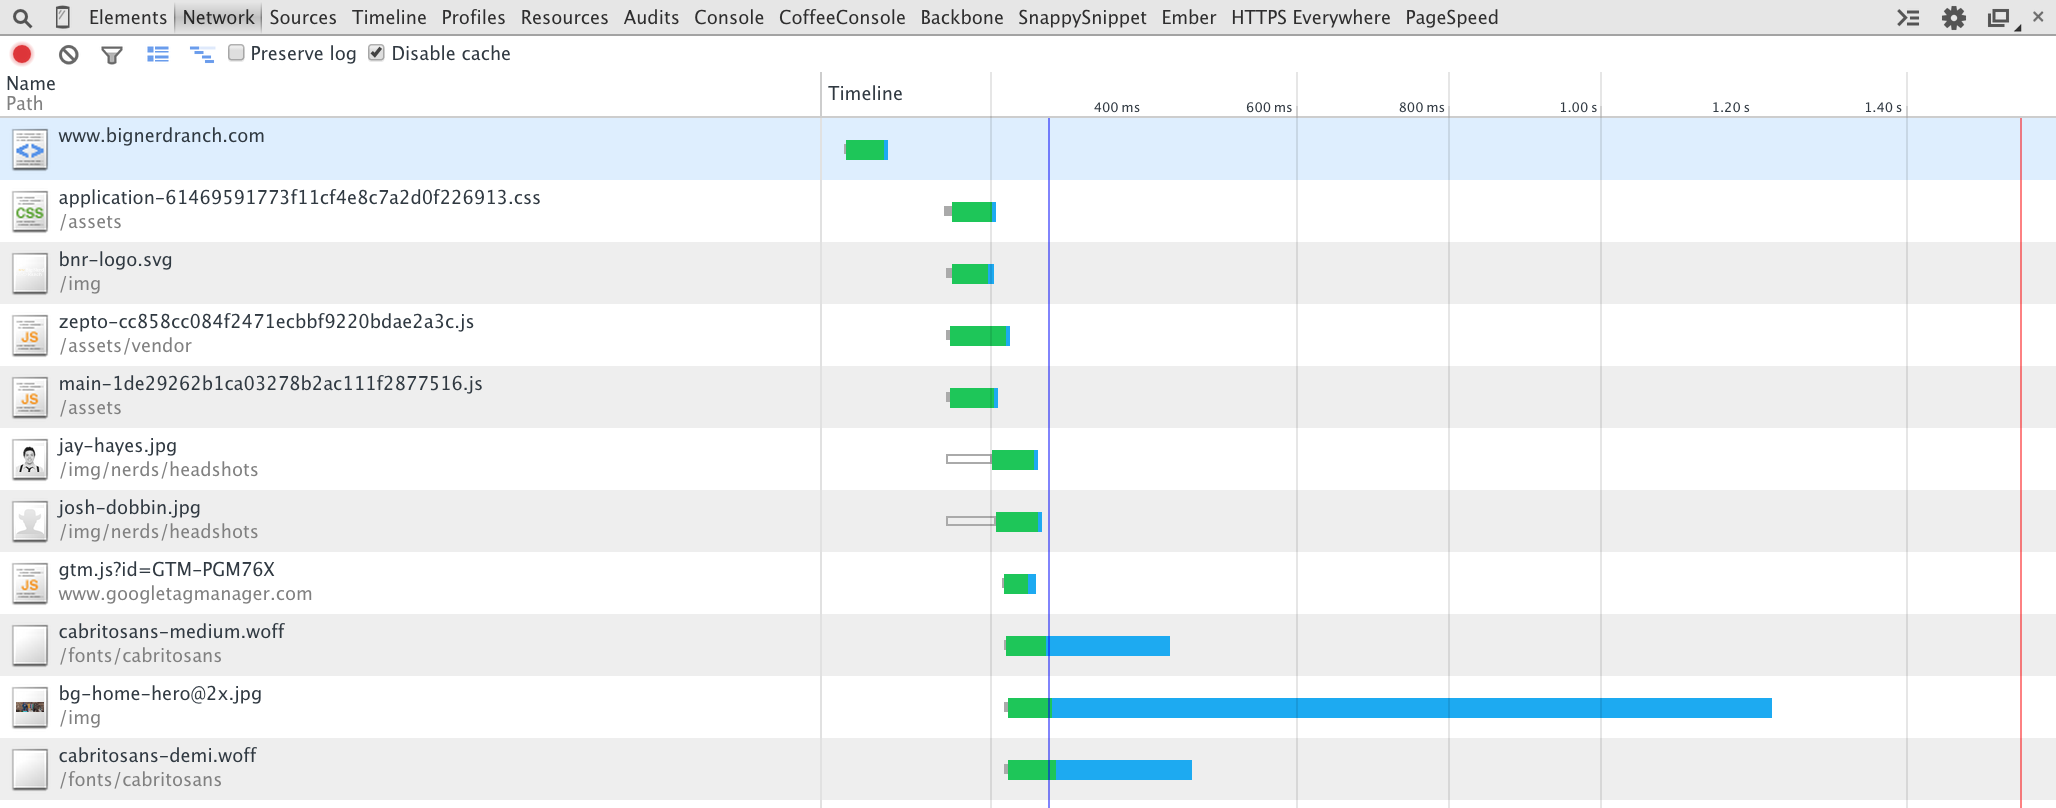 Elements Network Sources Timeline Profiles Resources Audits Console CoffeeConsole Backbone SnappySnippet Ember HTTPS Everywhere PageSpeed
Preserve log Disable cache
Name
Path
Timeline
400 ms 600 ms 800 ms 1.00 s 1.20 s 1.40 s
www.bignerdranch.com
application-61469591773f11cf4e8c7a2d0f226913.css
/assets
bnr-logo.svg
/img
zepto-cc858cc084f2471ecbbf9220bdae2a3c.js
/assets/vendor
main-1de29262b1ca03278b2ac111f2877516.js
/assets
jay-hayes.jpg
/img/nerds/headshots
josh-dobbin.jpg
/img/nerds/headshots
gtm.js?id=GTM-PGM76X
www.googletagmanager.com
cabritosans-medium.woff
/fonts/cabritosans
bg-home-hero@2x.jpg
/img
cabritosans-demi.woff
/fonts/cabritosans
CSS
JS
JS
JS